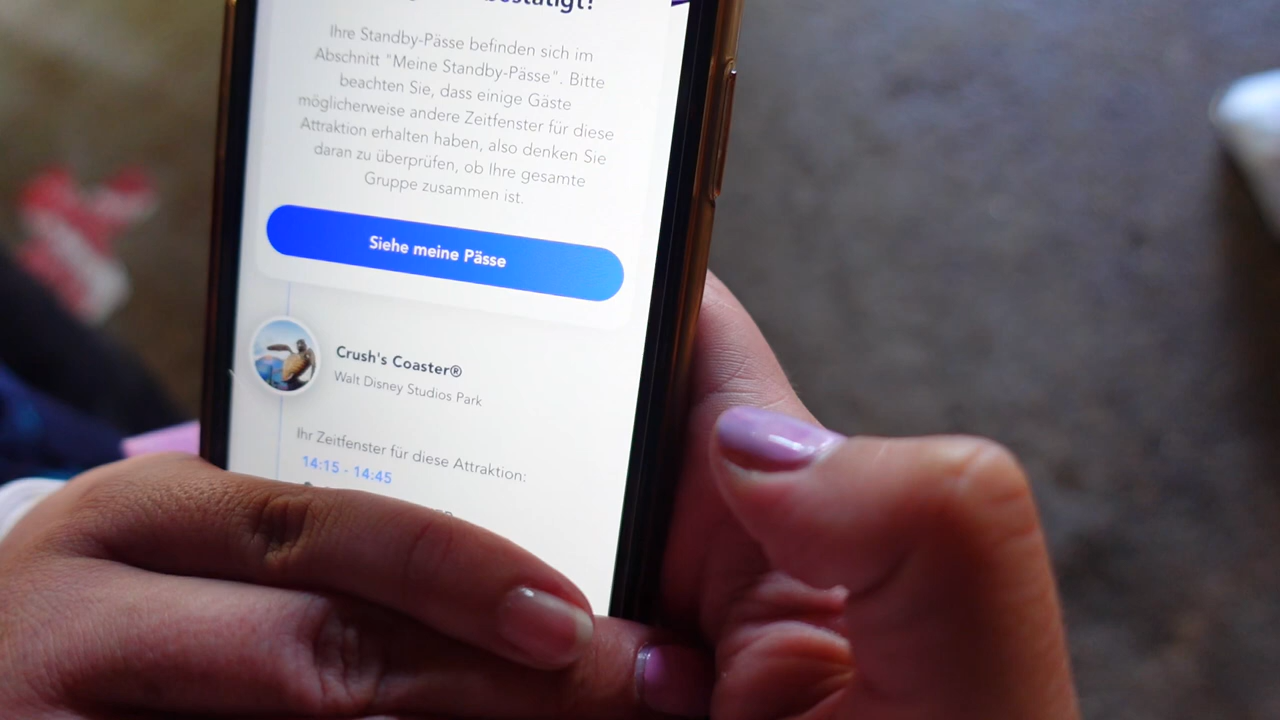 bestätigt!
Ihre Standby-Pässe befinden sich im
Abschnitt "Meine Standby-Pässe". Bitte
beachten Sie, dass einige Gäste
möglicherweise andere Zeitfenster für diese
Attraktion erhalten haben, also denken Sie
daran zu überprüfen, ob Ihre gesamte
Gruppe zusammen ist.
Siehe meine Pässe
Crush's Coaster®
Walt Disney Studios Park
Ihr Zeitfenster für diese Attraktion:
14:15 - 14:45